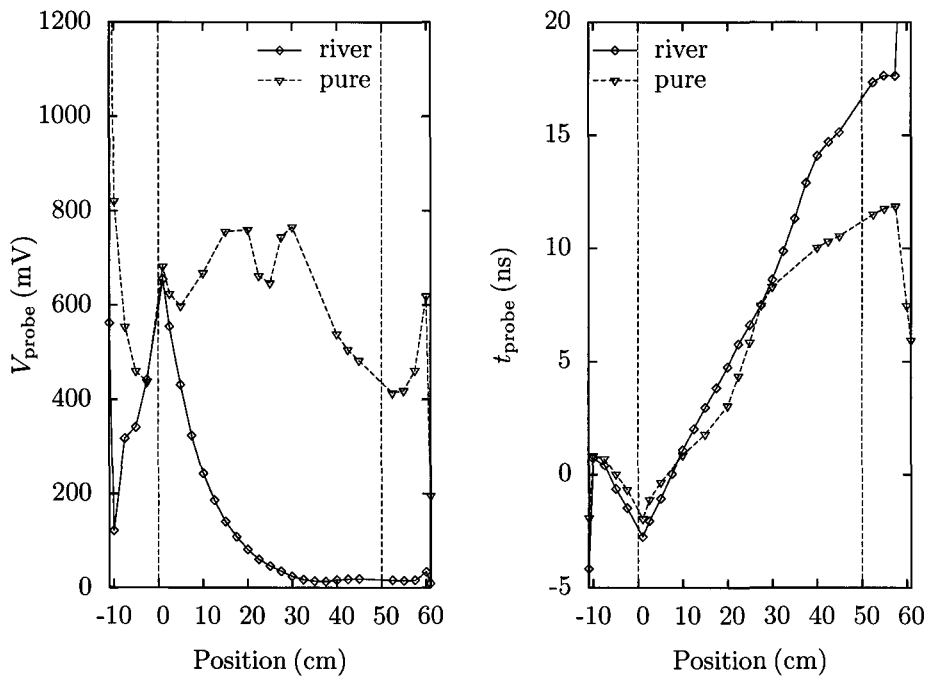 1200
1000
800
600
400
200
0
V_probe (mV)
river
pure
-10 0 10 20 30 40 50 60
Position (cm)
20
15
10
5
0
-5
t_probe (ns)
river
pure
-10 0 10 20 30 40 50 60
Position (cm)